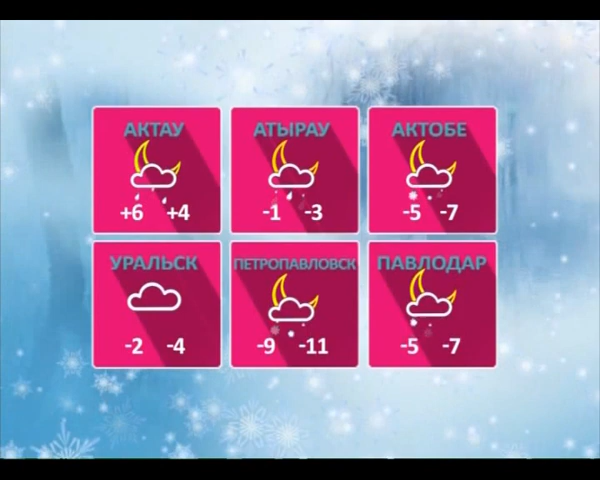 АКТАУ
+6 +4
АТЫРАУ
-1 -3
АКТОБЕ
-5 -7
УРАЛЬСК
-2 -4
ПЕТРОПАВЛОВСК
-9 -11
ПАВЛОДАР
-5 -7